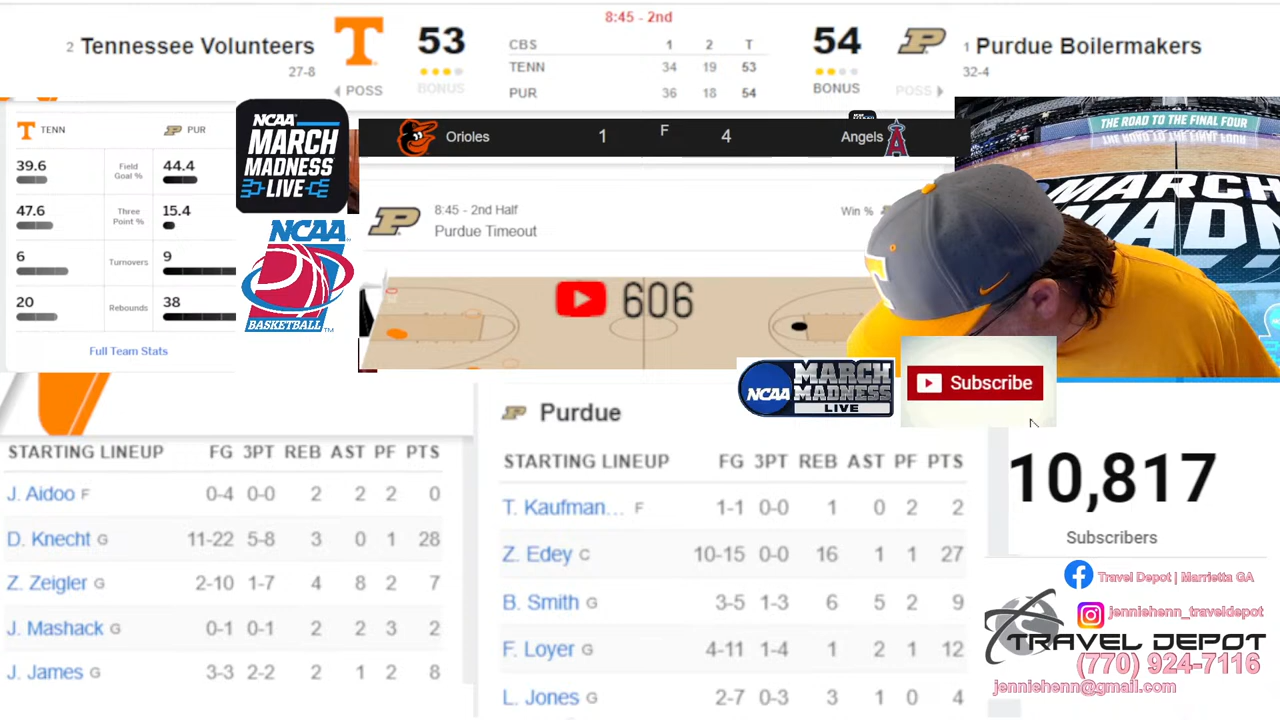 8:45 - 2nd
2 Tennessee Volunteers
27-8
T
53
BONUS
POSS
CBS 1 2 T
TENN 34 19 53
PUR 36 18 54
54
BONUS
POSS
P
1 Purdue Boilermakers
32-4
T TENN P PUR
39.6 Field Goal % 44.4
47.6 Three Point % 15.4
6 Turnovers 9
20 Rebounds 38
Full Team Stats
NCAA
MARCH
MADNESS
LIVE
NCAA
BASKETBALL™
Orioles 1 F 4 Angels
8:45 - 2nd Half
Purdue Timeout
Win %
606
THE ROAD TO THE FINAL FOUR
MARCH
MADN
NCAA MARCH
MADNESS
LIVE
Subscribe
STARTING LINEUP FG 3PT REB AST PF PTS
J. Aidoo F 0-4 0-0 2 2 2 0
D. Knecht G 11-22 5-8 3 0 1 28
Z. Zeigler G 2-10 1-7 4 8 2 7
J. Mashack G 0-1 0-1 2 2 3 2
J. James G 3-3 2-2 2 1 2 8
P Purdue
STARTING LINEUP FG 3PT REB AST PF PTS
T. Kaufman... F 1-1 0-0 1 0 2 2
Z. Edey C 10-15 0-0 16 1 1 27
B. Smith G 3-5 1-3 6 5 2 9
F. Loyer G 4-11 1-4 1 2 1 12
L. Jones G 2-7 0-3 3 1 0 4
10,817
Subscribers
Travel Depot | Marrietta GA
jenniehenn_traveldepot
TRAVEL DEPOT
(770) 924-7116
jenniehenn@gmail.com